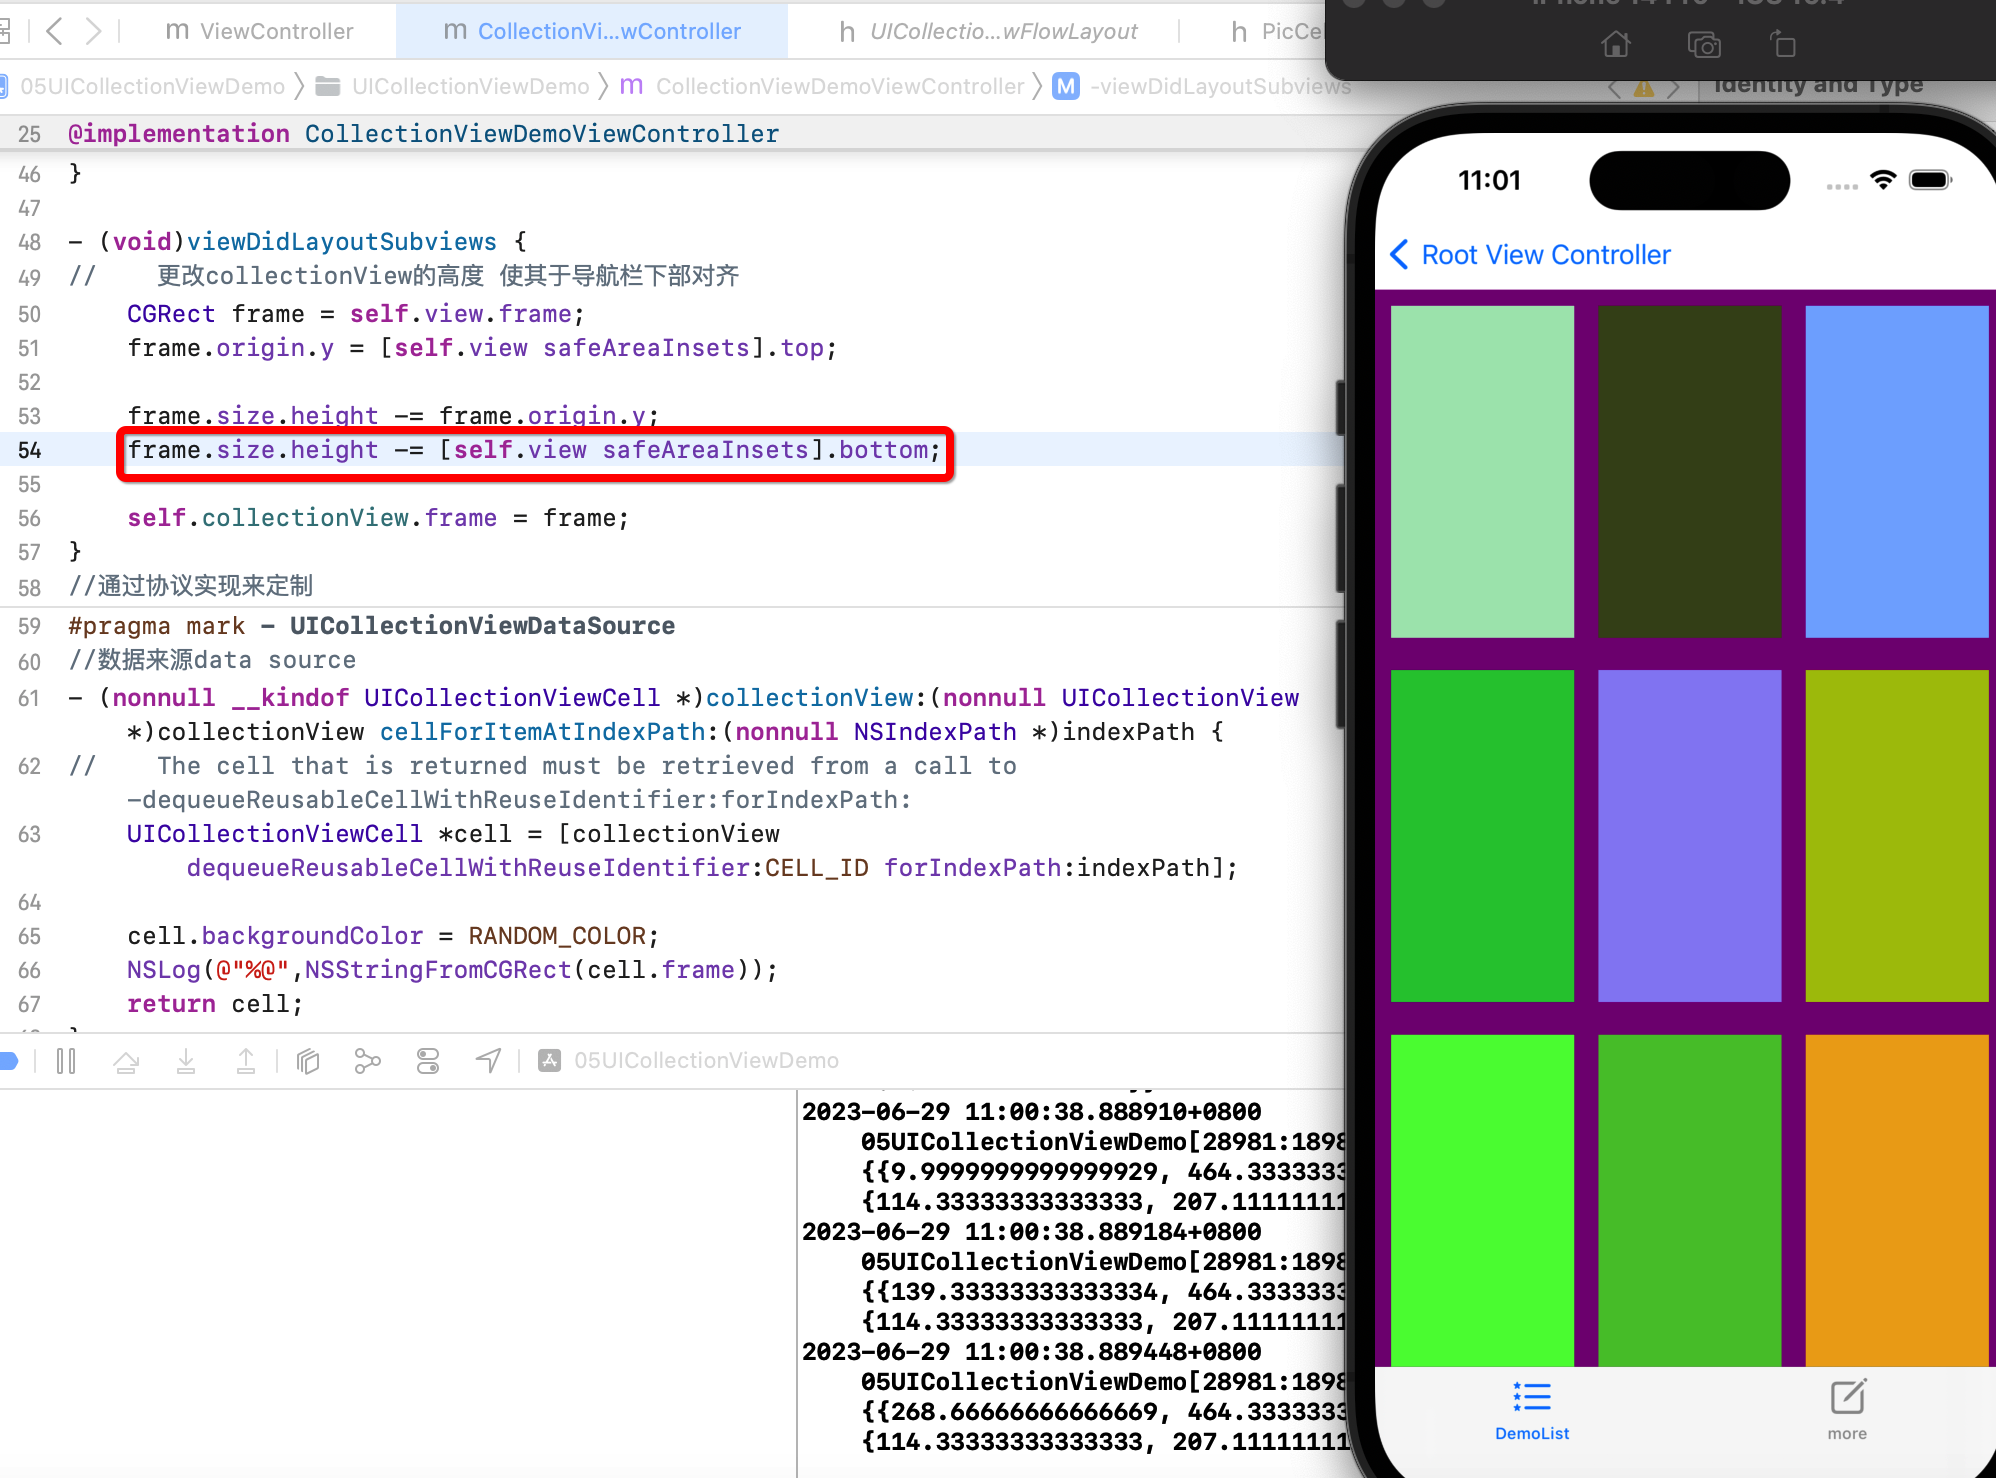 ViewController
CollectionVi...wController
UICollectio...wFlowLayout
PicCel
05UICollectionViewDemo
UICollectionViewDemo
CollectionViewDemoViewController
-viewDidLayoutSubviews
Identity and Type
25 @implementation CollectionViewDemoViewController
46 }
47
48 - (void)viewDidLayoutSubviews {
49 // 更改collectionView的高度 使其于导航栏下部对齐
50 CGRect frame = self.view.frame;
51 frame.origin.y = [self.view safeAreaInsets].top;
52
53 frame.size.height -= frame.origin.y;
54 frame.size.height -= [self.view safeAreaInsets].bottom;
55
56 self.collectionView.frame = frame;
57 }
58 //通过协议实现来定制
59 #pragma mark - UICollectionViewDataSource
60 //数据来源data source
61 - (nonnull __kindof UICollectionViewCell *)collectionView:(nonnull UICollectionView
*)collectionView cellForItemAtIndexPath:(nonnull NSIndexPath *)indexPath {
62 // The cell that is returned must be retrieved from a call to
-dequeueReusableCellWithReuseIdentifier:forIndexPath:
63 UICollectionViewCell *cell = [collectionView
dequeueReusableCellWithReuseIdentifier:CELL_ID forIndexPath:indexPath];
64
65 cell.backgroundColor = RANDOM_COLOR;
66 NSLog(@"%@",NSStringFromCGRect(cell.frame));
67 return cell;
05UICollectionViewDemo
2023-06-29 11:00:38.888910+0800
05UICollectionViewDemo[28981:1898
{{9.9999999999999929, 464.3333333
{114.33333333333333, 207.11111111
2023-06-29 11:00:38.889184+0800
05UICollectionViewDemo[28981:1898
{{139.33333333333334, 464.3333333
{114.33333333333333, 207.11111111
2023-06-29 11:00:38.889448+0800
05UICollectionViewDemo[28981:1898
{{268.66666666666669, 464.3333333
{114.33333333333333, 207.11111111
11:01
Root View Controller
DemoList
more